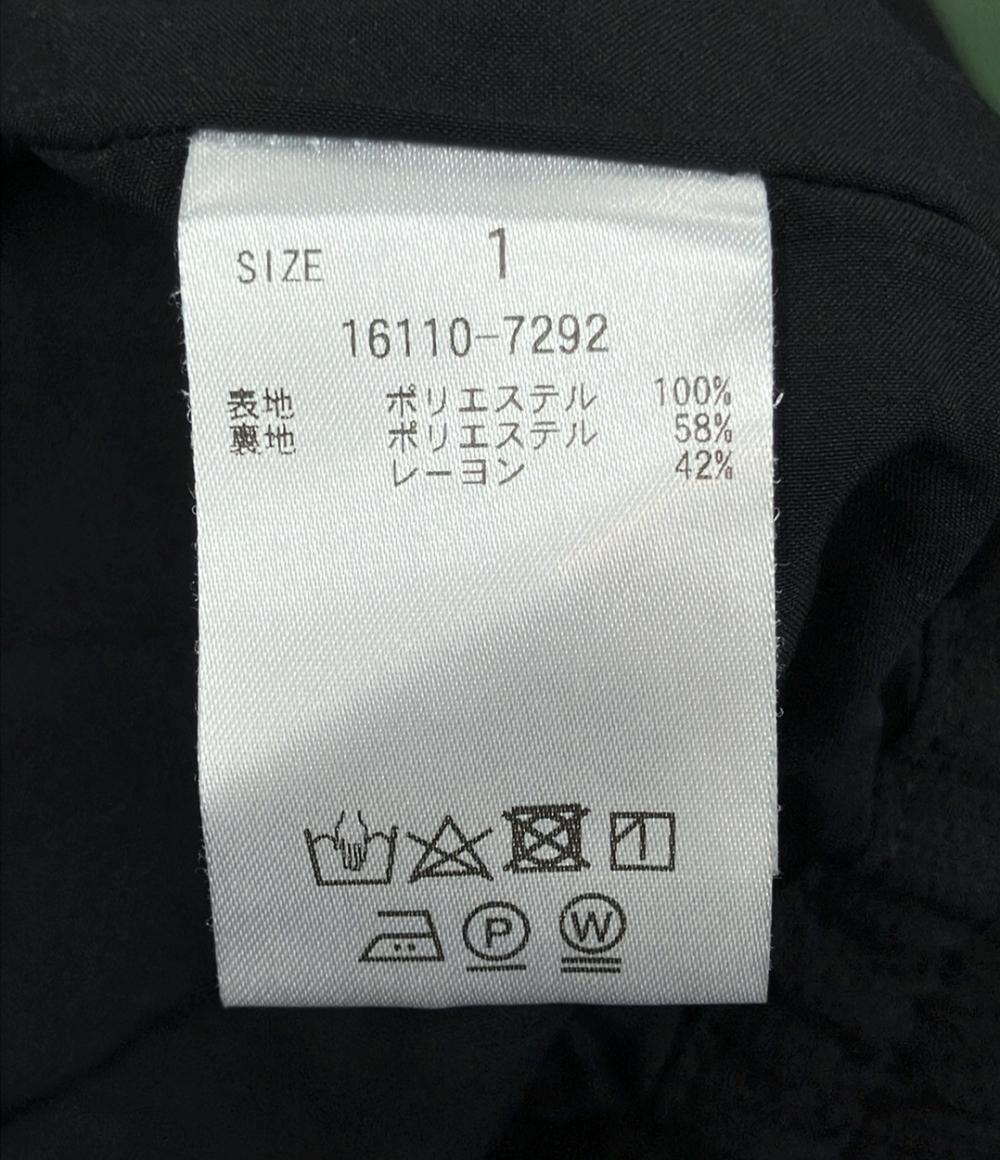 SIZE 1
16110-7292
表地 ポリエステル 100%
裏地 ポリエステル 58%
レーヨン 42%
P W